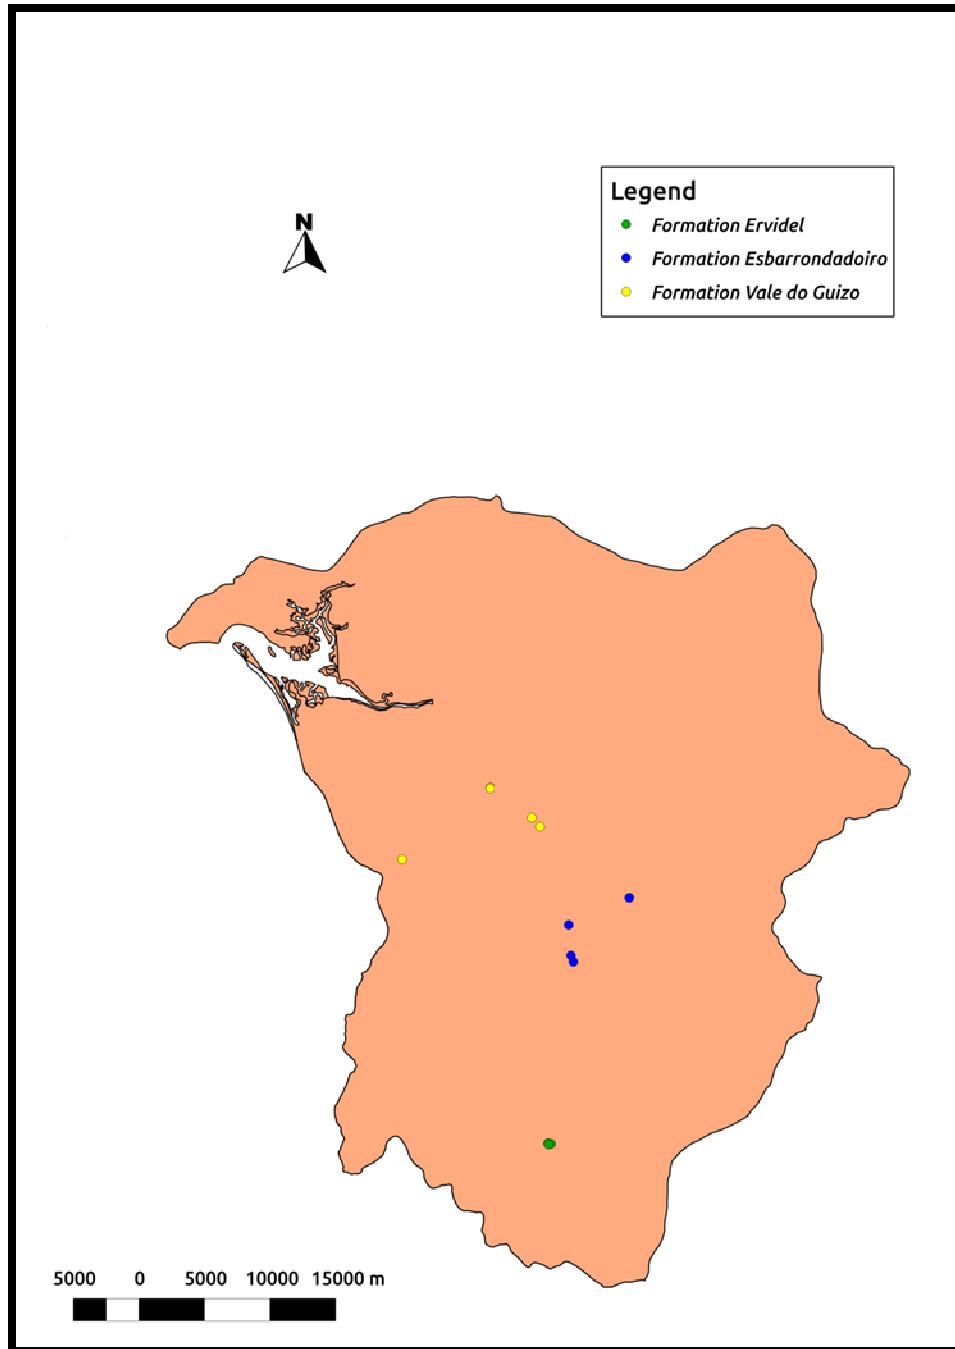 Legend
N
Formation Ervidel
Formation Esbarrondadoiro
Formation Vale do Guizo
5000 0 5000 10000 15000 m